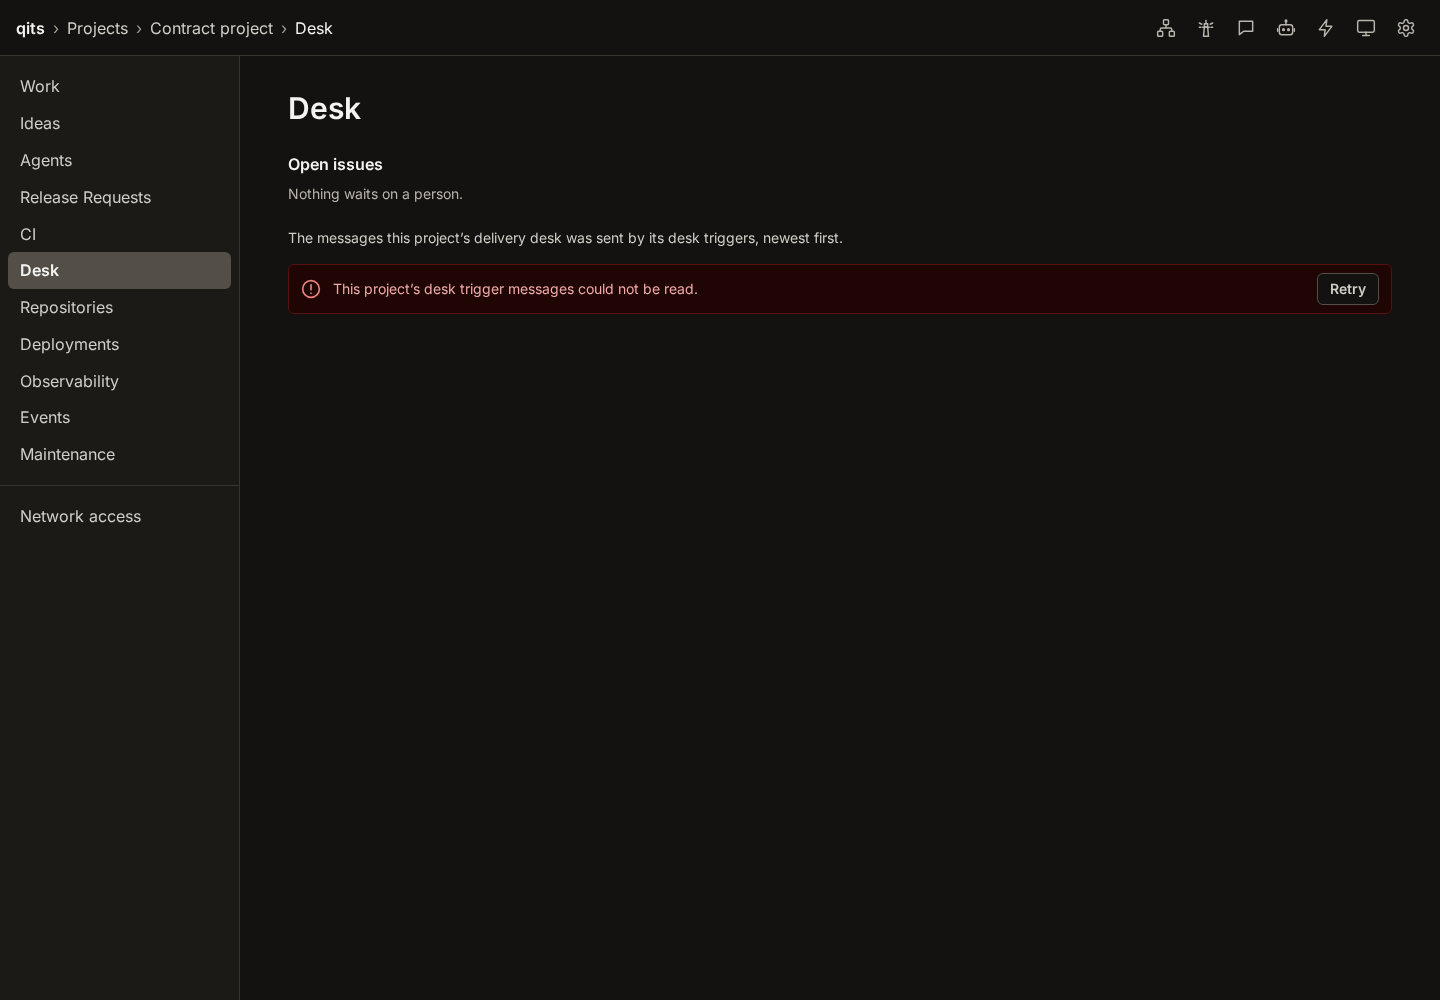 qits › Projects › Contract project › Desk
Work
Ideas
Agents
Release Requests
CI
Desk
Repositories
Deployments
Observability
Events
Maintenance
Network access
Desk
Open issues
Nothing waits on a person.
The messages this project’s delivery desk was sent by its desk triggers, newest first.
This project’s desk trigger messages could not be read.
Retry